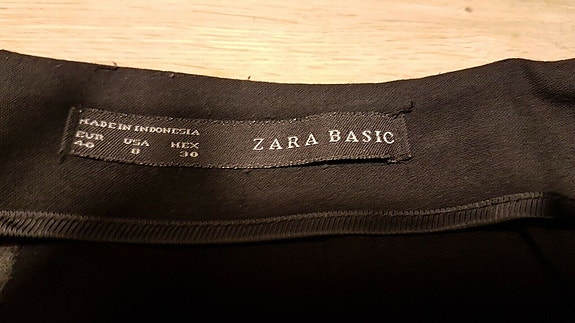 MADE IN INDONESIA
EUR USA MEX
40 8 30
ZARA BASIC